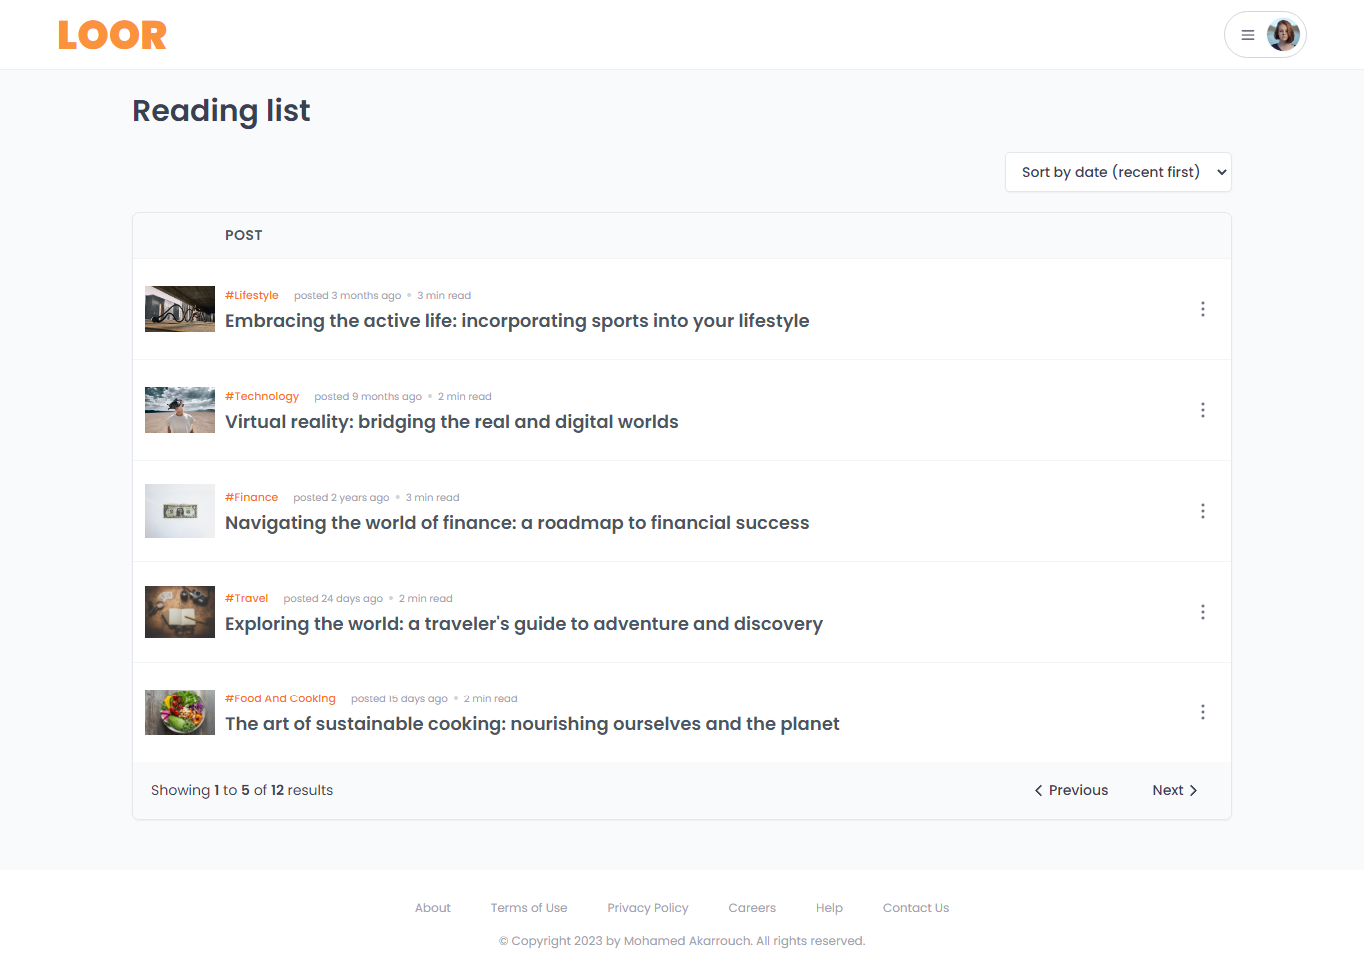 LOOR
Reading list
Sort by date (recent first)
POST
#Lifestyle posted 3 months ago • 3 min read
Embracing the active life: incorporating sports into your lifestyle
#Technology posted 9 months ago • 2 min read
Virtual reality: bridging the real and digital worlds
#Finance posted 2 years ago • 3 min read
Navigating the world of finance: a roadmap to financial success
#Travel posted 24 days ago • 2 min read
Exploring the world: a traveler's guide to adventure and discovery
#Food And Cooking posted 15 days ago • 2 min read
The art of sustainable cooking: nourishing ourselves and the planet
Showing 1 to 5 of 12 results Previous Next
About Terms of Use Privacy Policy Careers Help Contact Us
© Copyright 2023 by Mohamed Akarrouch. All rights reserved.